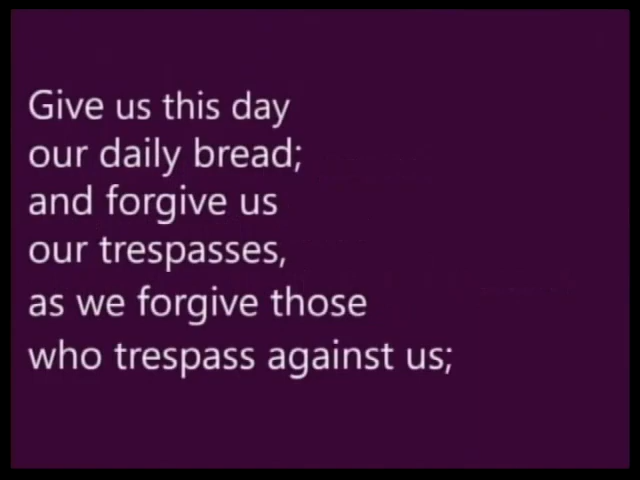 Give us this day
our daily bread;
and forgive us
our trespasses,
as we forgive those
who trespass against us;